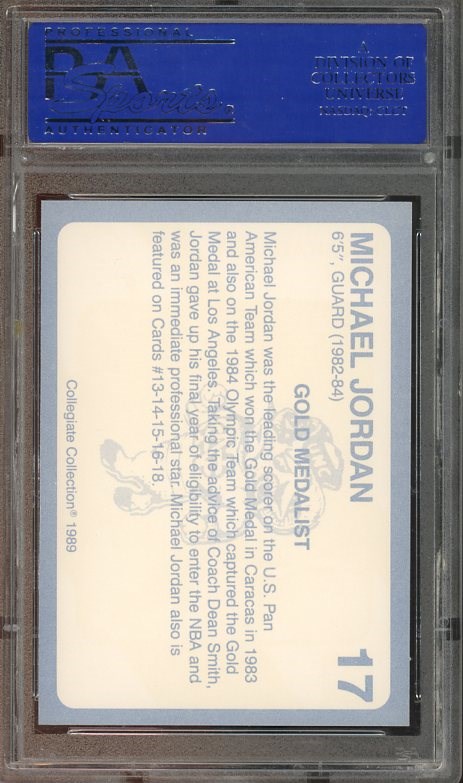 PROFESSIONAL
PSA
Sports.
AUTHENTICATOR
A
DIVISION OF
COLLECTORS
UNIVERSE
NASDAQ: CLCT
MICHAEL JORDAN 17
6'5", GUARD (1982-84)
GOLD MEDALIST
Michael Jordan was the leading scorer on the U.S. Pan
American Team which won the Gold Medal in Caracas in 1983
and also on the 1984 Olympic Team which captured the Gold
Medal at Los Angeles. Taking the advice of Coach Dean Smith,
Jordan gave up his final year of eligibility to enter the NBA and
was an immediate professional star. Michael Jordan also is
featured on Cards #13-14-15-16-18.
Collegiate Collection® 1989